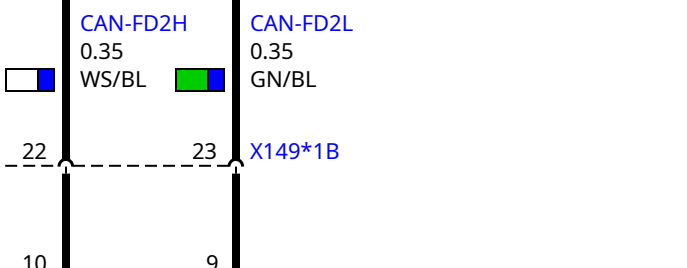 CAN-FD2H CAN-FD2L
0.35 0.35
WS/BL GN/BL
22 23 X149*1B
10 9